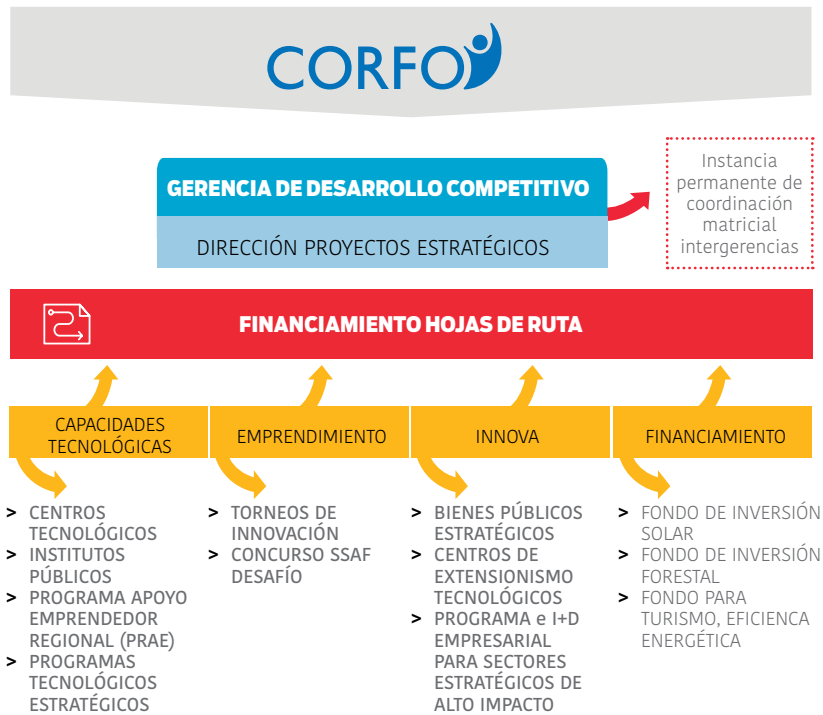 CORFO
GERENCIA DE DESARROLLO COMPETITIVO
DIRECCIÓN PROYECTOS ESTRATÉGICOS
Instancia
permanente de
coordinación
matricial
intergerencias
FINANCIAMIENTO HOJAS DE RUTA
CAPACIDADES
TECNOLÓGICAS
> CENTROS
TECNOLÓGICOS
> INSTITUTOS
PÚBLICOS
> PROGRAMA APOYO
EMPRENDEDOR
REGIONAL (PRAE)
> PROGRAMAS
TECNOLÓGICOS
ESTRATÉGICOS
EMPRENDIMIENTO
> TORNEOS DE
INNOVACIÓN
> CONCURSO SSAF
DESAFÍO
INNOVA
> BIENES PÚBLICOS
ESTRATÉGICOS
> CENTROS DE
EXTENSIONISMO
TECNOLÓGICOS
> PROGRAMA e I+D
EMPRESARIAL
PARA SECTORES
ESTRATÉGICOS DE
ALTO IMPACTO
FINANCIAMIENTO
> FONDO DE INVERSIÓN
SOLAR
> FONDO DE INVERSIÓN
FORESTAL
> FONDO PARA
TURISMO, EFICIENCA
ENERGÉTICA